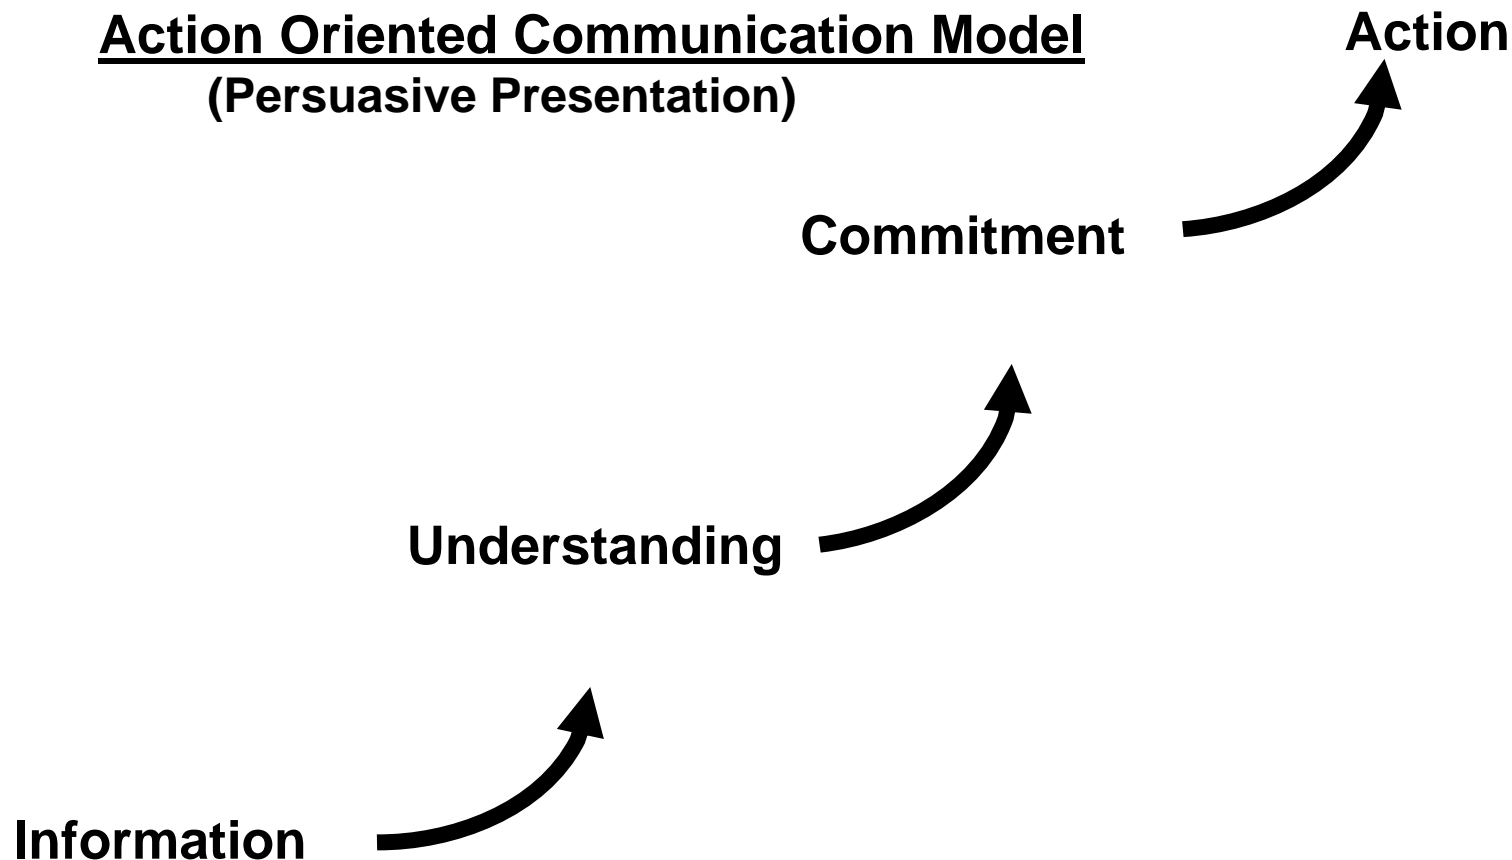 Action Oriented Communication Model
(Persuasive Presentation)
Action
Commitment
Understanding
Information